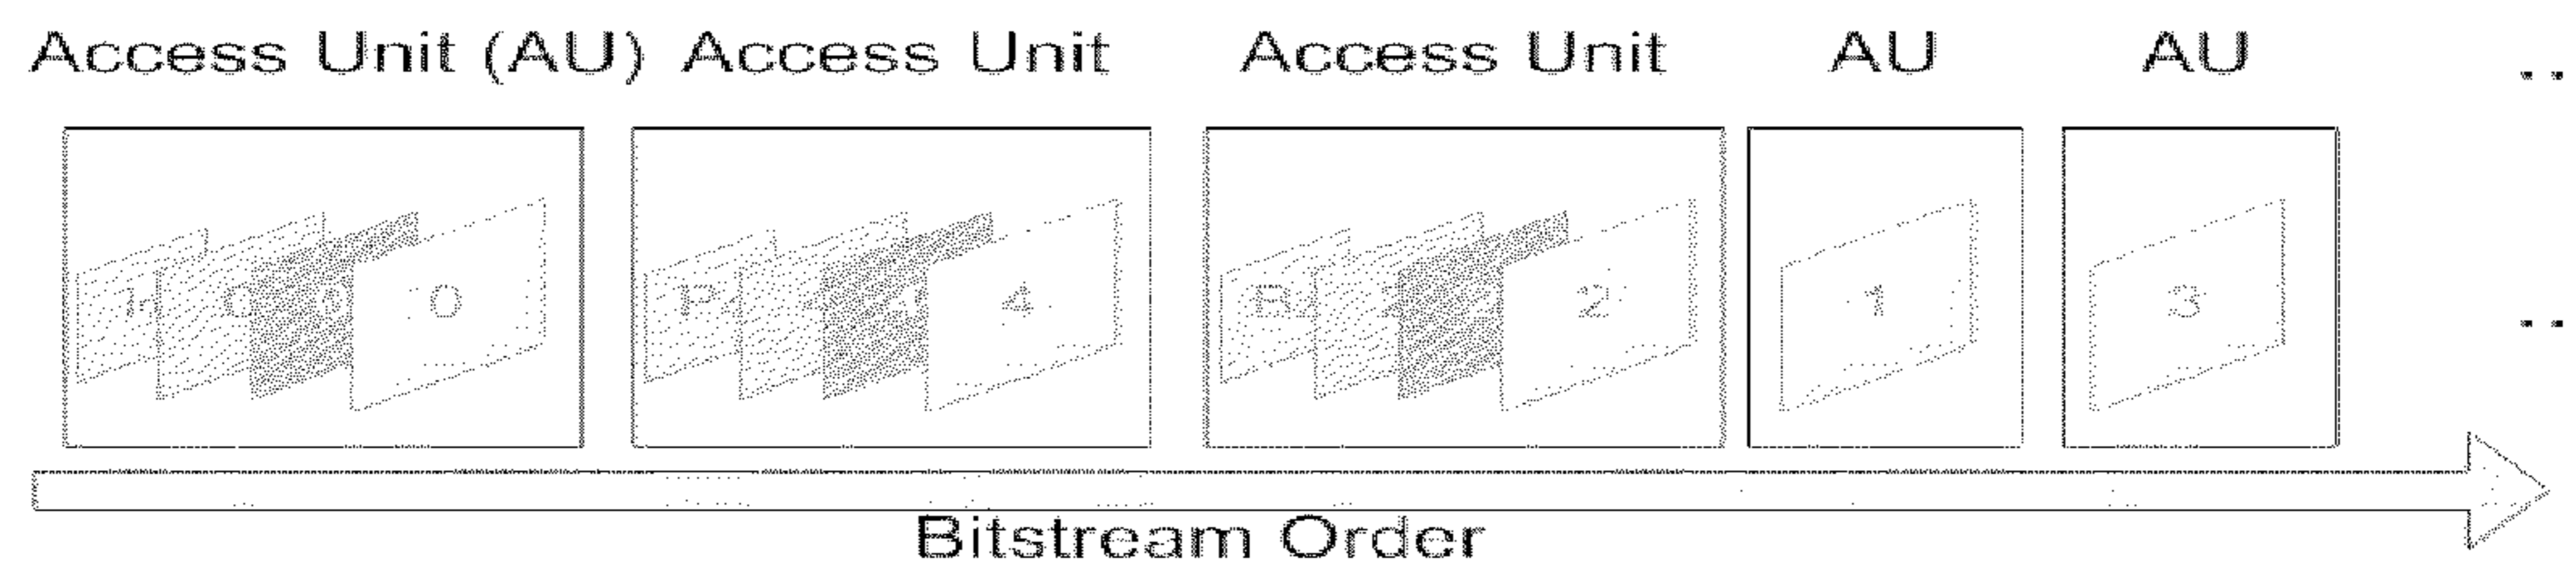 Access Unit (AU) Access Unit Access Unit AU AU ..
0 4 2 1 3 ..
Bitstream Order